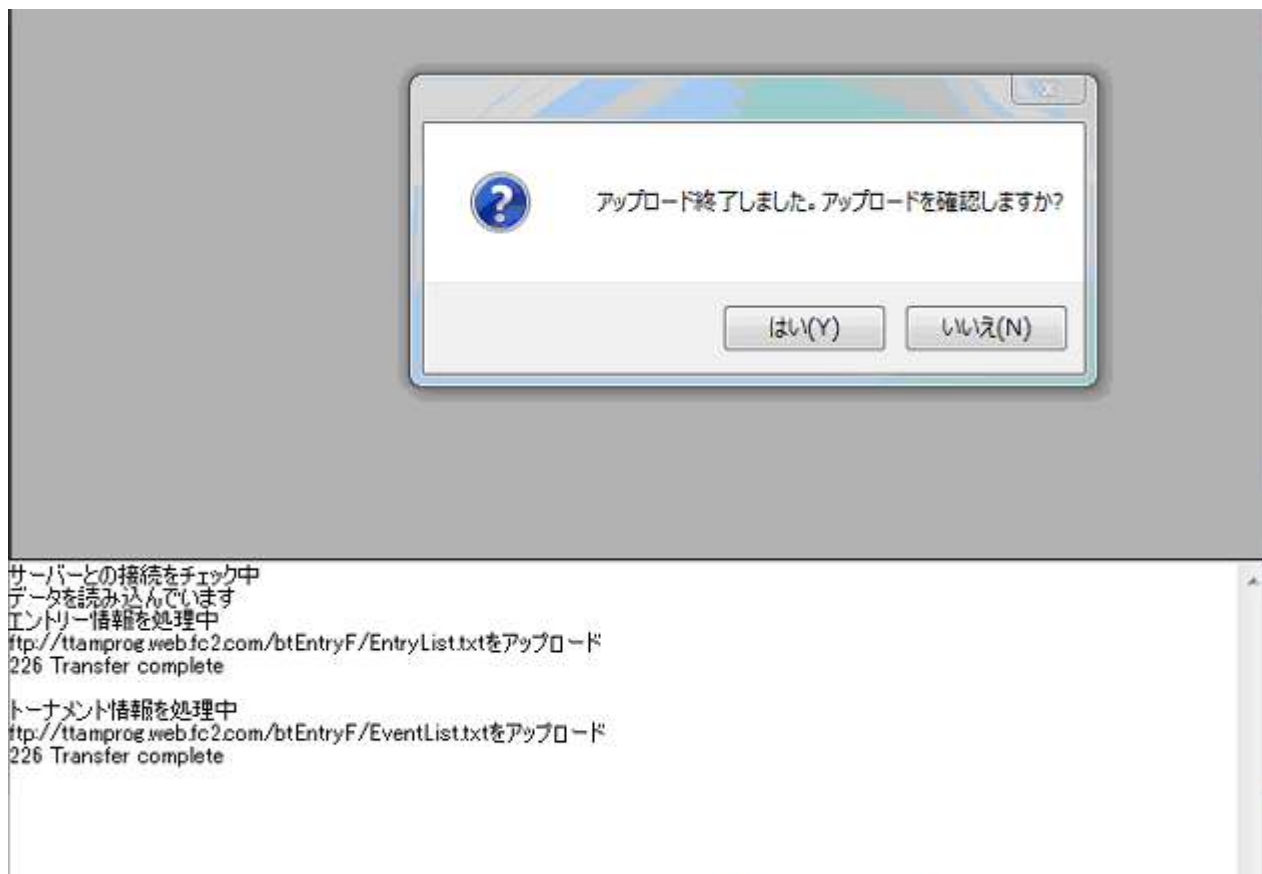 アップロード終了しました。アップロードを確認しますか?
はい(Y)
いいえ(N)
サーバーとの接続をチェック中
データを読み込んでいます
エントリー情報を処理中
ftp://ttamprog.web.fc2.com/btEntryF/EntryList.txtをアップロード
226 Transfer complete
トーナメント情報を処理中
ftp://ttamprog.web.fc2.com/btEntryF/EventList.txtをアップロード
226 Transfer complete